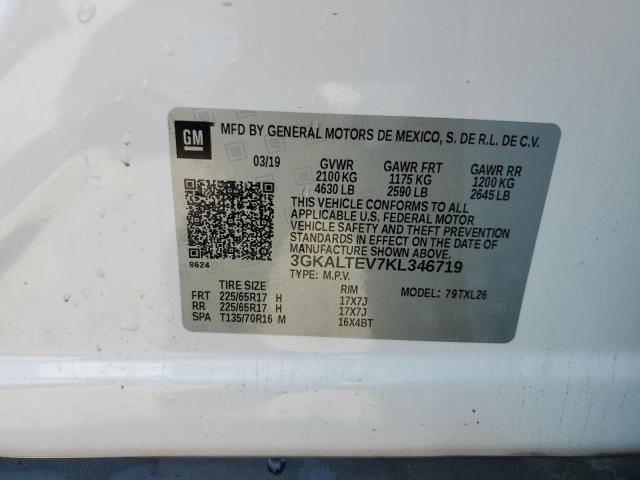 GM MFD BY GENERAL MOTORS DE MEXICO, S. DE R.L. DE C.V.
03/19 GVWR GAWR FRT GAWR RR
2100 KG 1175 KG 1200 KG
4630 LB 2590 LB 2645 LB
THIS VEHICLE CONFORMS TO ALL
APPLICABLE U.S. FEDERAL MOTOR
VEHICLE SAFETY AND THEFT PREVENTION
STANDARDS IN EFFECT ON THE DATE OF
MANUFACTURE SHOWN ABOVE.
8624 3GKALTEV7KL346719
TYPE: M.P.V.
TIRE SIZE RIM MODEL: 79TXL26
FRT 225/65R17 H 17X7J
RR 225/65R17 H 17X7J
SPA T135/70R16 M 16X4BT